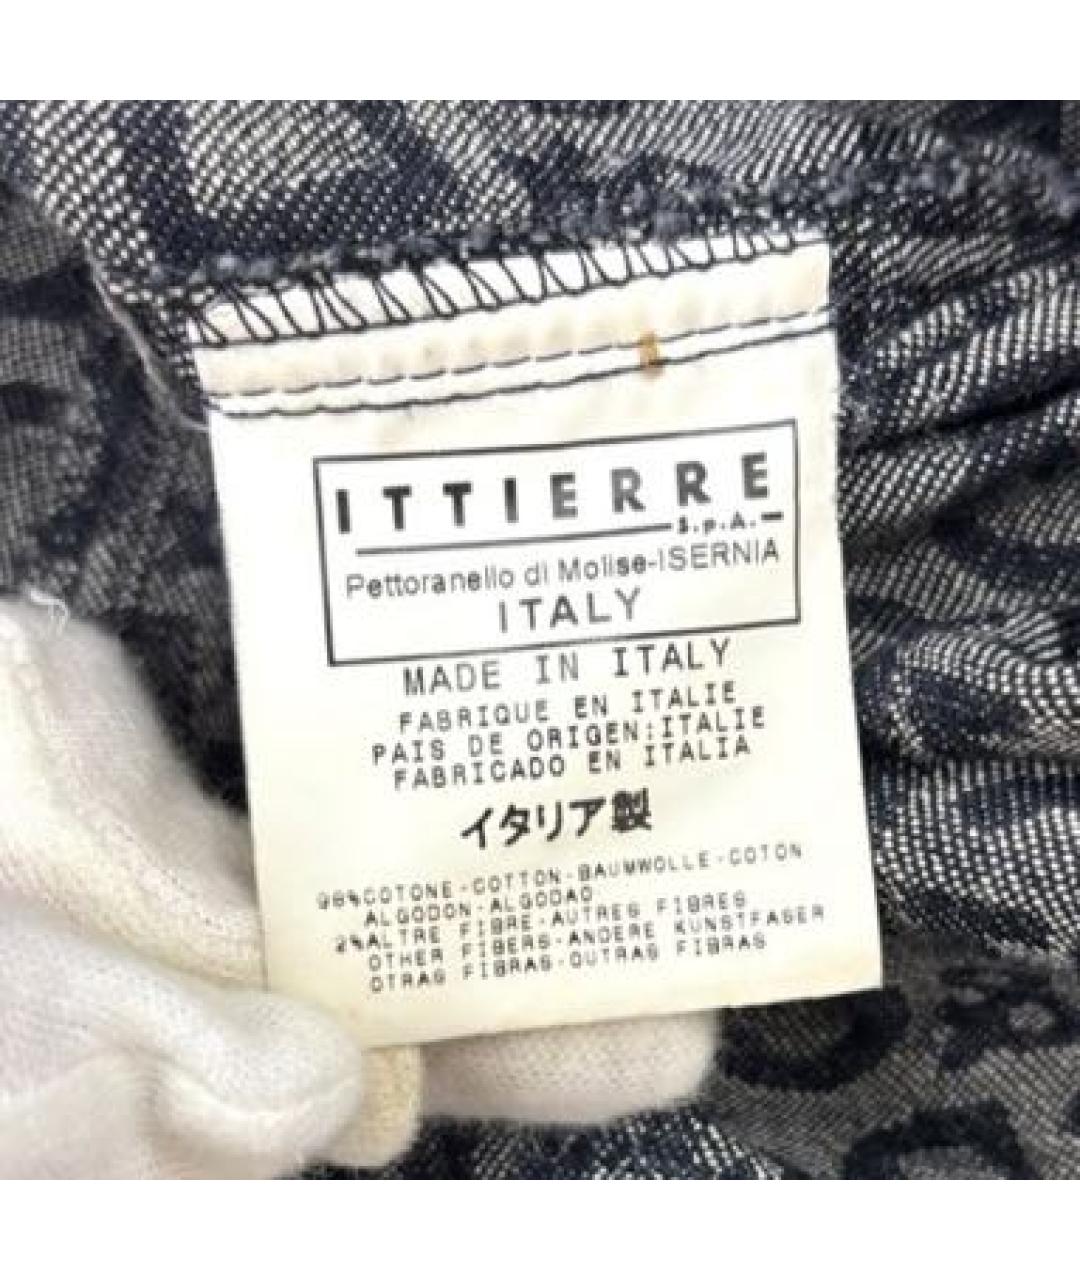 ITTIERRE
S.p.A.
Pettoranello di Molise-ISERNIA
ITALY
MADE IN ITALY
FABRIQUE EN ITALIE
PAIS DE ORIGEN:ITALIE
FABRICADO EN ITALIA
イタリア製
98%COTONE-COTTON-BAUMWOLLE-COTON
ALGODON-ALGODAO
2%ALTRE FIBRE-AUTRES FIBRES
OTHER FIBERS-ANDERE KUNSTFASER
OTRAS FIBRAS-OUTRAS FIBRAS